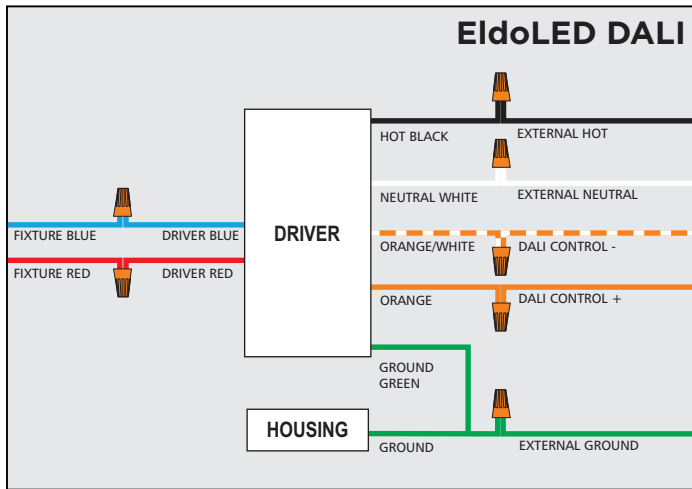 EldoLED DALI
HOT BLACK
EXTERNAL HOT
NEUTRAL WHITE
EXTERNAL NEUTRAL
FIXTURE BLUE
DRIVER BLUE
DRIVER
ORANGE/WHITE
DALI CONTROL -
FIXTURE RED
DRIVER RED
ORANGE
DALI CONTROL +
GROUND
GREEN
HOUSING
GROUND
EXTERNAL GROUND